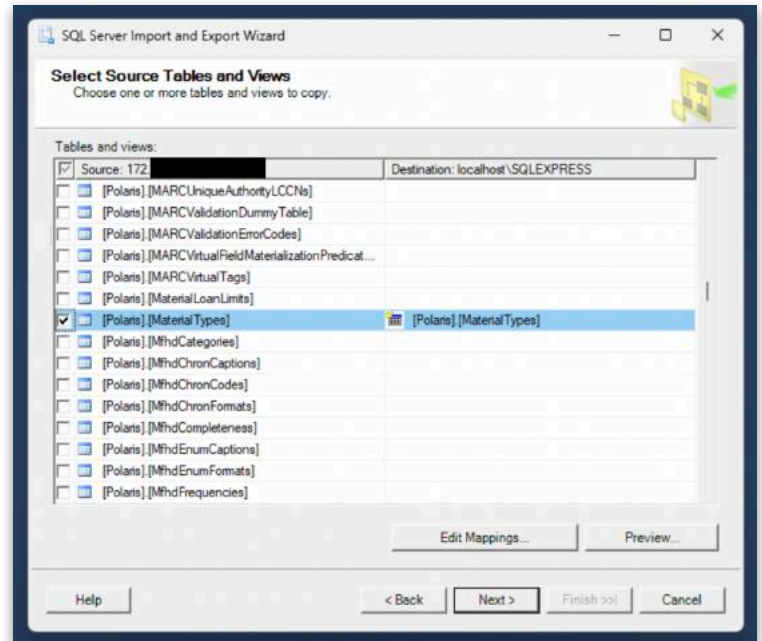 SQL Server Import and Export Wizard
Select Source Tables and Views
Choose one or more tables and views to copy.
Tables and views:
Source: 172. Destination: localhost\SQLEXPRESS
[Polaris].[MARCUniqueAuthorityLCCNs]
[Polaris].[MARCValidationDummyTable]
[Polaris].[MARCValidationErrorCodes]
[Polaris].[MARCVirtualFieldMaterializationPredicat...
[Polaris].[MARCVirtualTags]
[Polaris].[MaterialLoanLimits]
[Polaris].[MaterialTypes] [Polaris].[MaterialTypes]
[Polaris].[MfhdCategories]
[Polaris].[MfhdChronCaptions]
[Polaris].[MfhdChronCodes]
[Polaris].[MfhdChronFormats]
[Polaris].[MfhdCompleteness]
[Polaris].[MfhdEnumCaptions]
[Polaris].[MfhdEnumFormats]
[Polaris].[MfhdFrequencies]
Edit Mappings... Preview...
Help < Back Next > Finish >>| Cancel